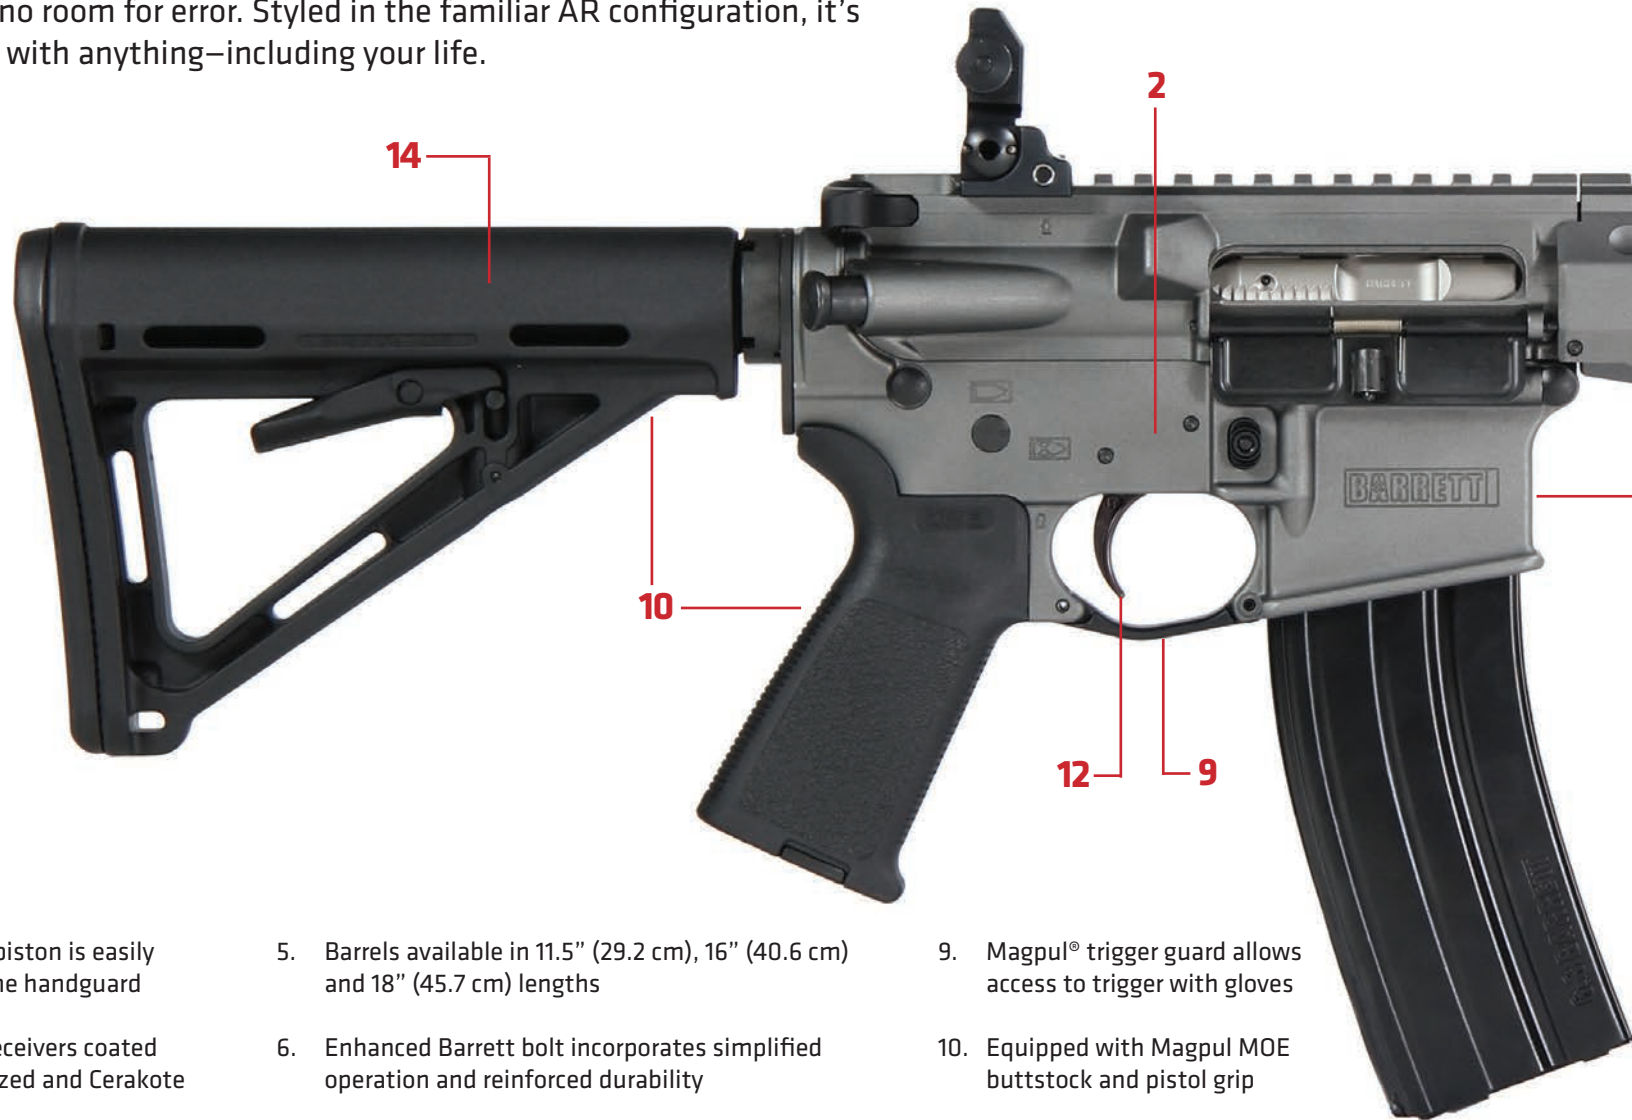 no room for error. Styled in the familiar AR configuration, it’s
with anything—including your life.
2
14
BARRETT
BARRETT
10
12
9
piston is easily
handguard
coated
and Cerakote
5. Barrels available in 11.5” (29.2 cm), 16” (40.6 cm)
and 18” (45.7 cm) lengths
6. Enhanced Barrett bolt incorporates simplified
operation and reinforced durability
9. Magpul® trigger guard allows
access to trigger with gloves
10. Equipped with Magpul MOE
buttstock and pistol grip